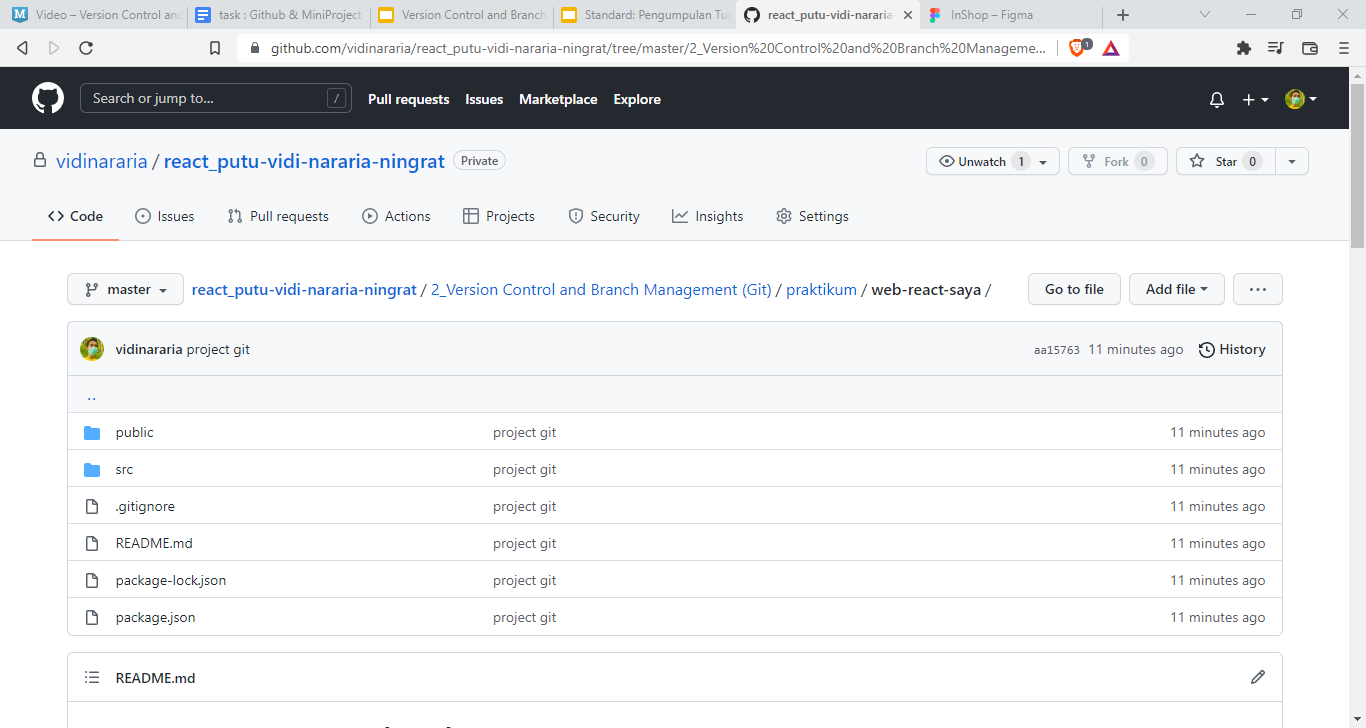 Video – Version Control and task : Github & MiniProject Version Control and Branch Standard: Pengumpulan Tu react_putu-vidi-nararia- InShop – Figma
github.com/vidinararia/react_putu-vidi-nararia-ningrat/tree/master/2_Version%20Control%20and%20Branch%20Manageme... 1
Search or jump to... / Pull requests Issues Marketplace Explore
vidinararia / react_putu-vidi-nararia-ningrat Private Unwatch 1 Fork 0 Star 0
Code Issues Pull requests Actions Projects Security Insights Settings
master react_putu-vidi-nararia-ningrat / 2_Version Control and Branch Management (Git) / praktikum / web-react-saya / Go to file Add file ...
vidinararia project git aa15763 11 minutes ago History
..
public project git 11 minutes ago
src project git 11 minutes ago
.gitignore project git 11 minutes ago
README.md project git 11 minutes ago
package-lock.json project git 11 minutes ago
package.json project git 11 minutes ago
README.md